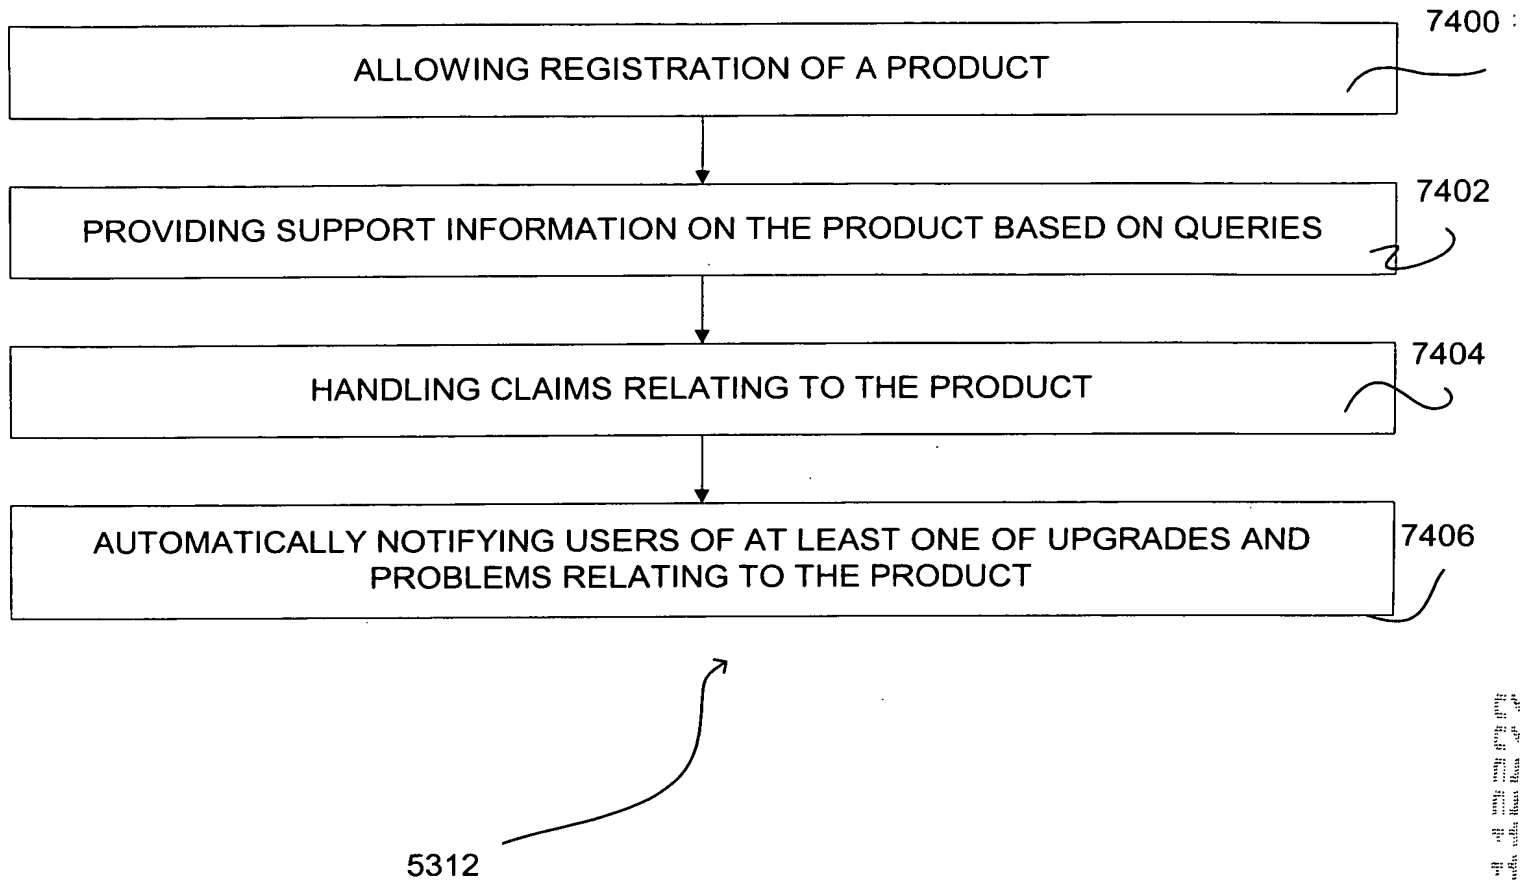 7400
ALLOWING REGISTRATION OF A PRODUCT
7402
PROVIDING SUPPORT INFORMATION ON THE PRODUCT BASED ON QUERIES
7404
HANDLING CLAIMS RELATING TO THE PRODUCT
7406
AUTOMATICALLY NOTIFYING USERS OF AT LEAST ONE OF UPGRADES AND
PROBLEMS RELATING TO THE PRODUCT
5312